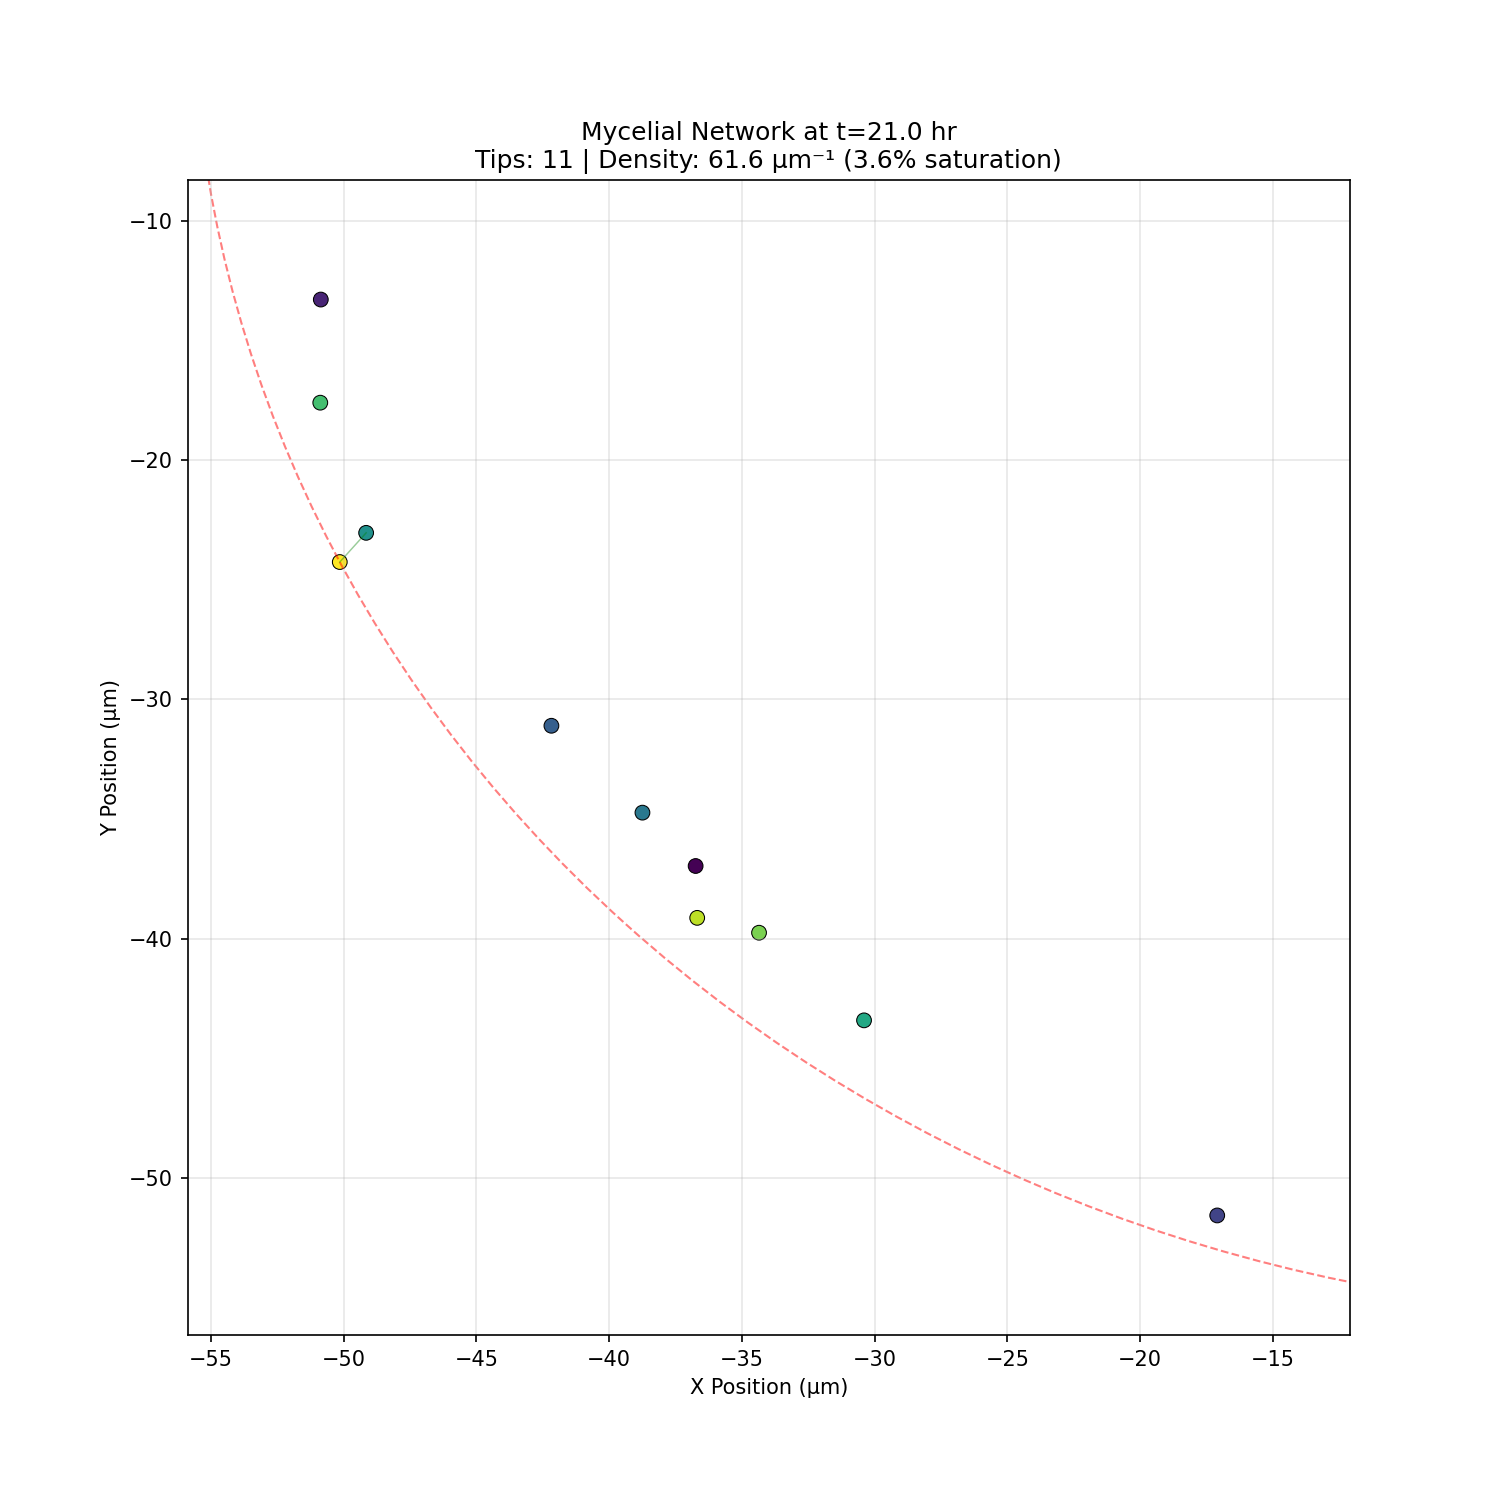 Mycelial Network at t=21.0 hr
Tips: 11 | Density: 61.6 μm⁻¹ (3.6% saturation)
−10
−20
−30
−40
−50
Y Position (μm)
−55 −50 −45 −40 −35 −30 −25 −20 −15
X Position (μm)